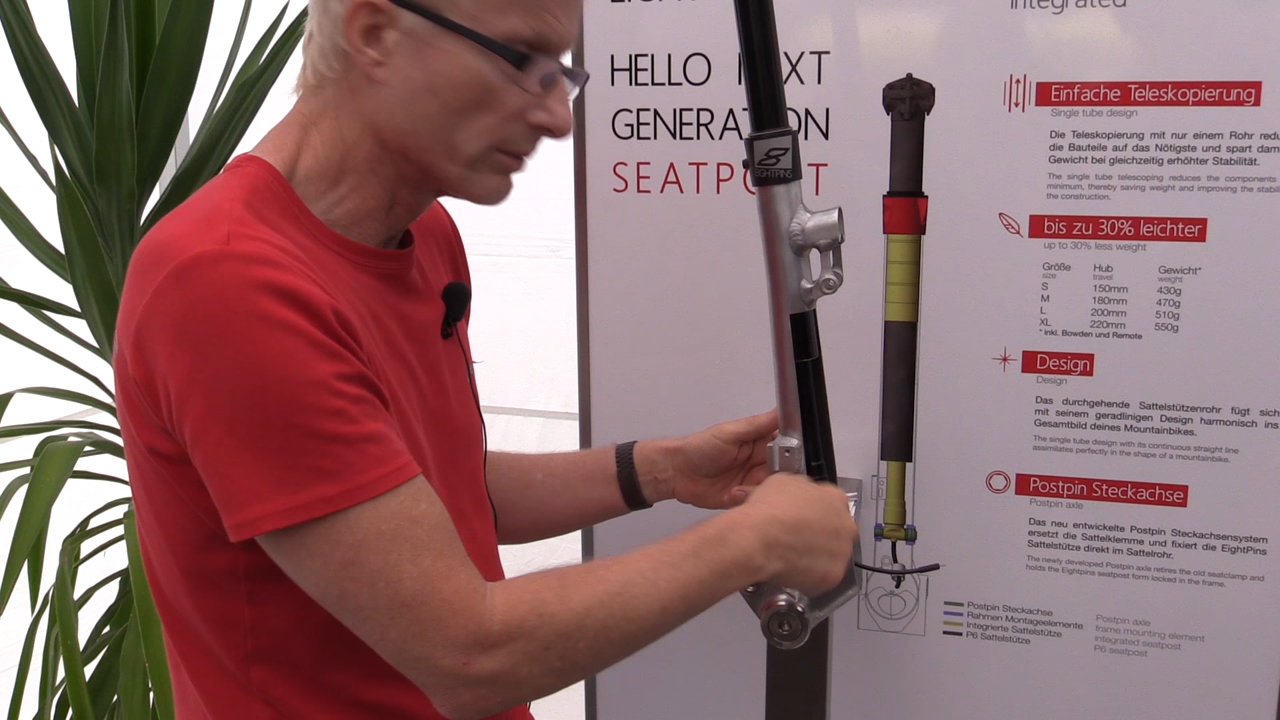 integrated
HELLO
GENERATION
Einfache Teleskopierung
Single tube design
Die Teleskopierung mit nur einem Rohr
die Bauteile auf das Nötigste und spart
Gewicht bei gleichzeitig erhöhter Stabilität.
The single tube telescoping reduces the components
minimum, thereby saving weight and improving the
the construction.
bis zu 30% leichter
up to 30% less weight
Größe Hub Gewicht*
size travel weight
S 150mm 430g
M 180mm 470g
L 200mm 510g
XL 220mm 550g
* inkl. Bowden und Remote
Design
Design
Das durchgehende Sattelstützenrohr fügt sich
mit seinem geradlinigen Design harmonisch ins
Gesamtbild deines Mountainbikes.
The single tube design with its continuous straight line
assimilates perfectly in the shape of a mountainbike.
Postpin Steckachse
Postpin axle
Das neu entwickelte Postpin Steckachsensystem
ersetzt die Sattelklemme und fixiert die EightPins
Sattelstütze direkt im Sattelrohr.
The newly developed Postpin axle retires the old seatclamp and
holds the Eightpins seatpost form locked in the frame.
Postpin Steckachse Postpin axle
Rahmen Montageelemente frame mounting element
Integrierte Sattelstütze integrated seatpost
P6 Sattelstütze P6 seatpost
EIGHTPINS